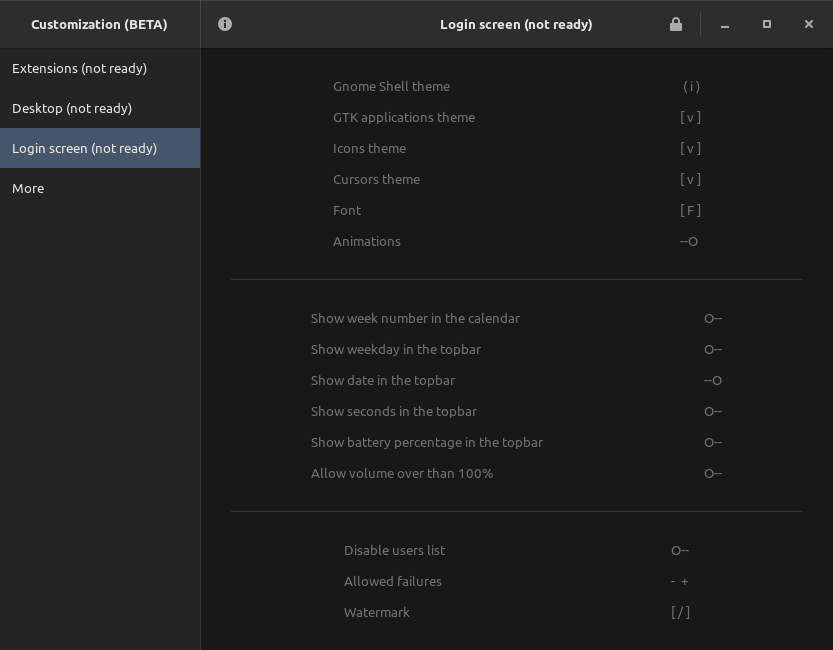 Customization (BETA)
Login screen (not ready)
Extensions (not ready)
Desktop (not ready)
Login screen (not ready)
More
Gnome Shell theme (i)
GTK applications theme [v]
Icons theme [v]
Cursors theme [v]
Font [F]
Animations --O
Show week number in the calendar O--
Show weekday in the topbar O--
Show date in the topbar --O
Show seconds in the topbar O--
Show battery percentage in the topbar O--
Allow volume over than 100% O--
Disable users list O--
Allowed failures - +
Watermark [/]